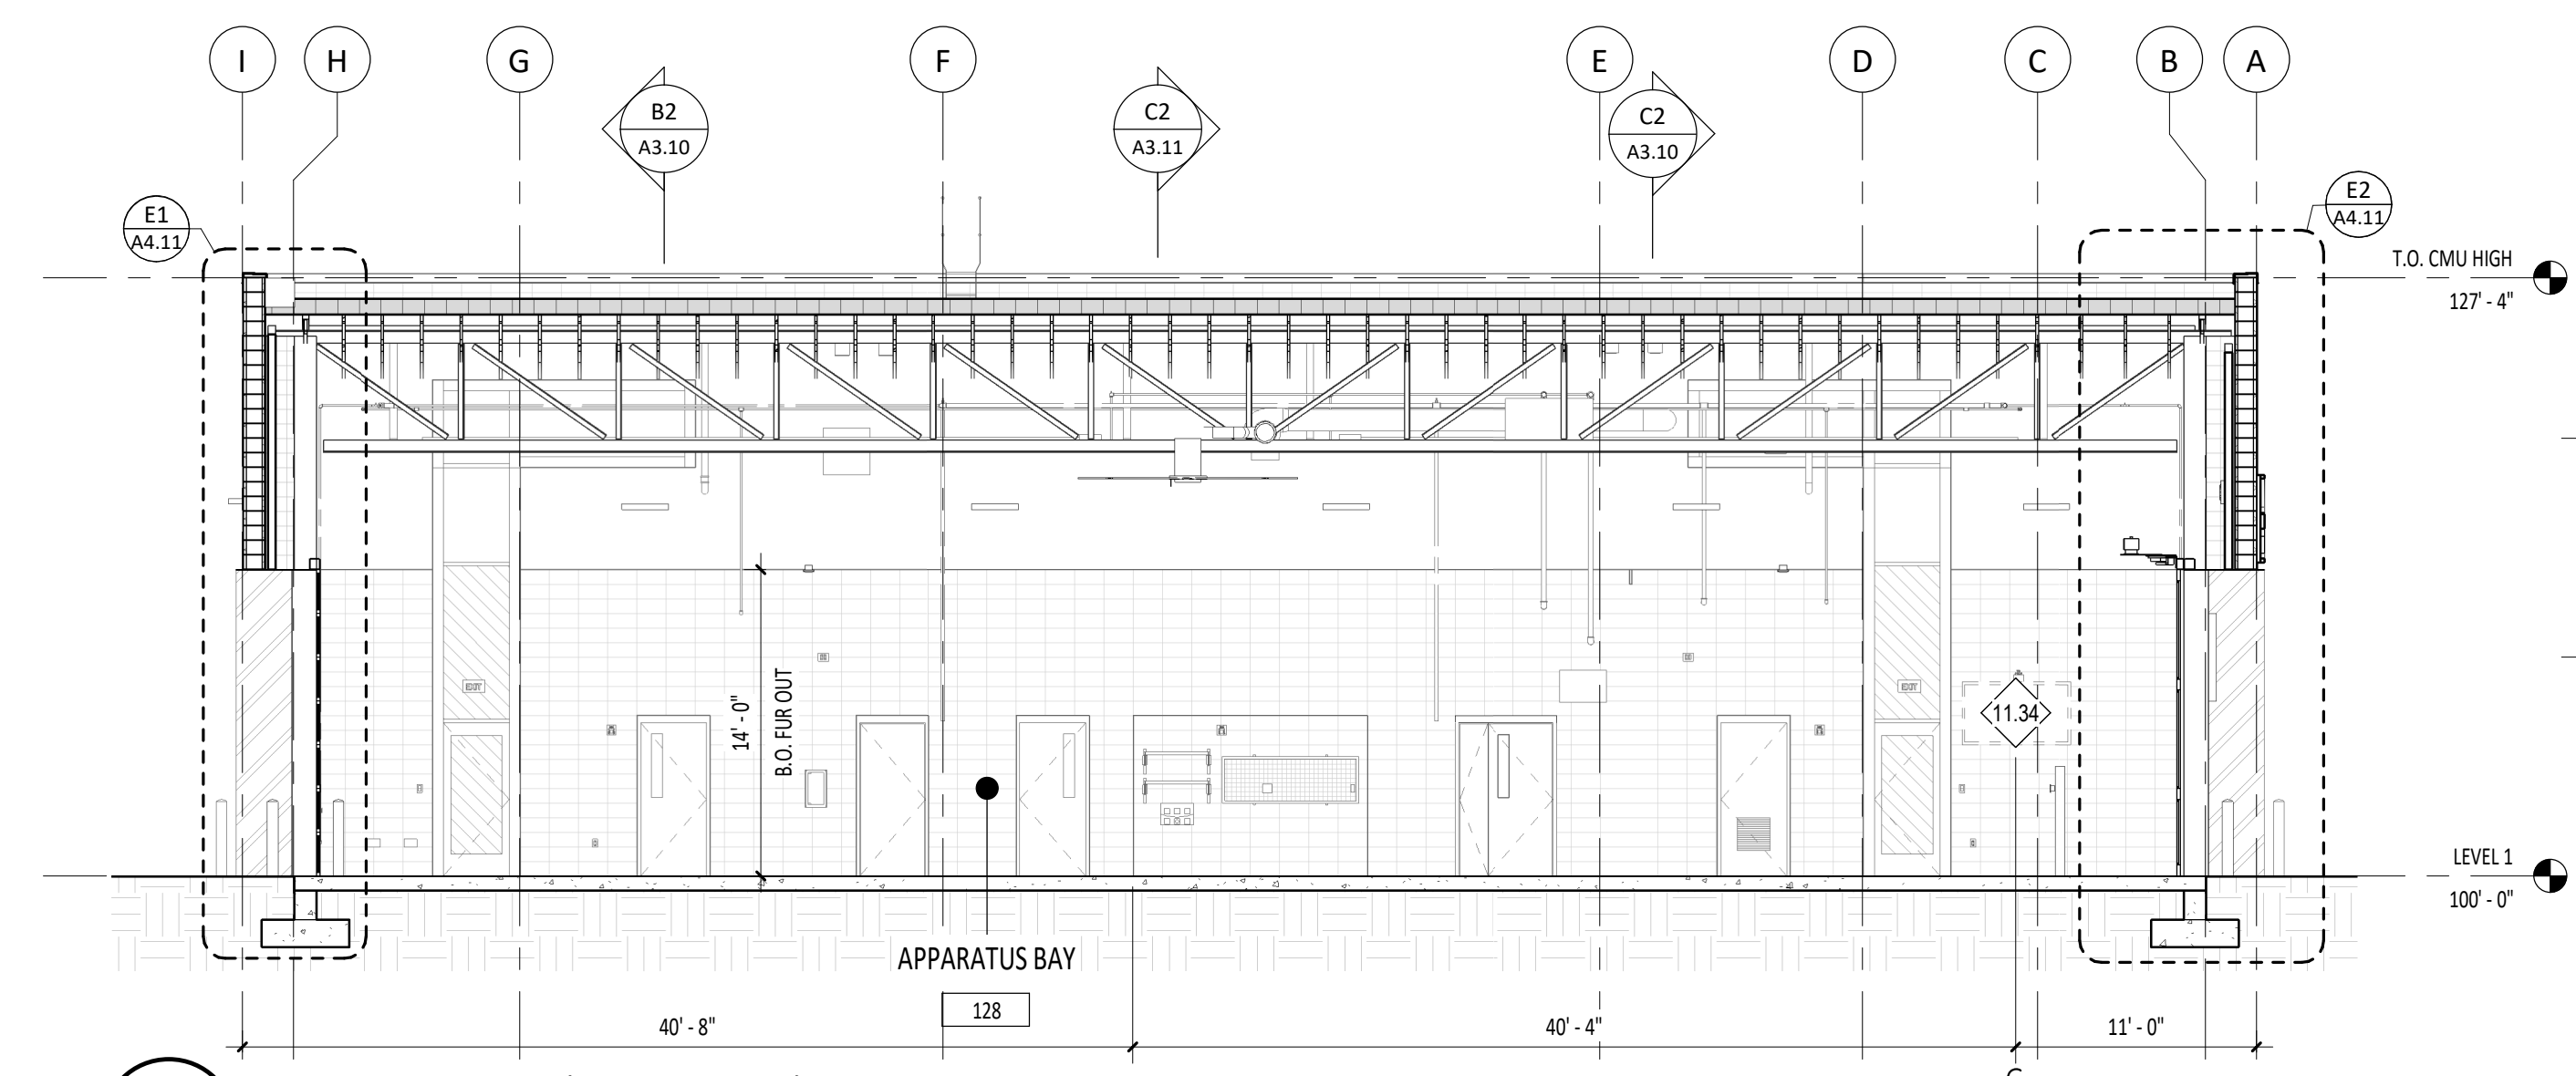 I H G F E D C B A
B2
A3.10
C2
A3.11
C2
A3.10
E1
A4.11
E2
A4.11
T.O. CMU HIGH
127' - 4"
14' - 0"
B.O. FUR OUT
EXIT
EXIT
11.34
LEVEL 1
100' - 0"
APPARATUS BAY
128
40' - 8"
40' - 4"
11' - 0"